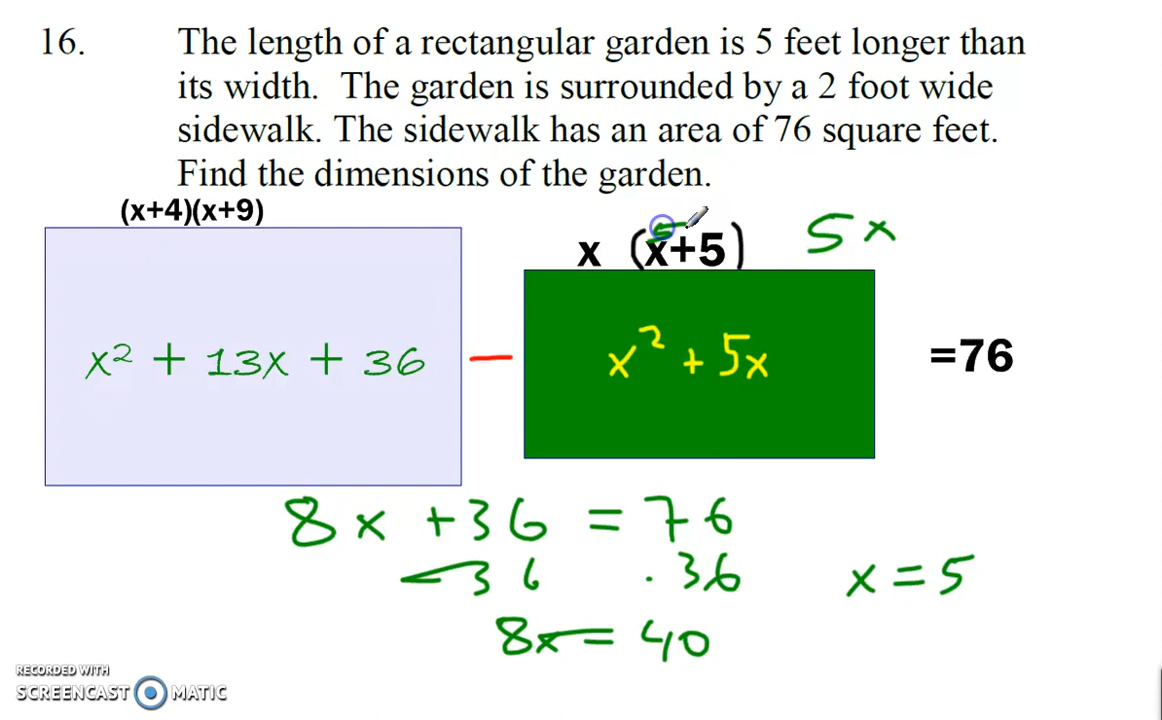 16. The length of a rectangular garden is 5 feet longer than
its width. The garden is surrounded by a 2 foot wide
sidewalk. The sidewalk has an area of 76 square feet.
Find the dimensions of the garden.
(x+4)(x+9)
x (x+5) 5x
x² + 13x + 36 − x² + 5x =76
8x + 36 = 76
-36 . 36 x = 5
8x = 40
RECORDED WITH
SCREENCAST MATIC